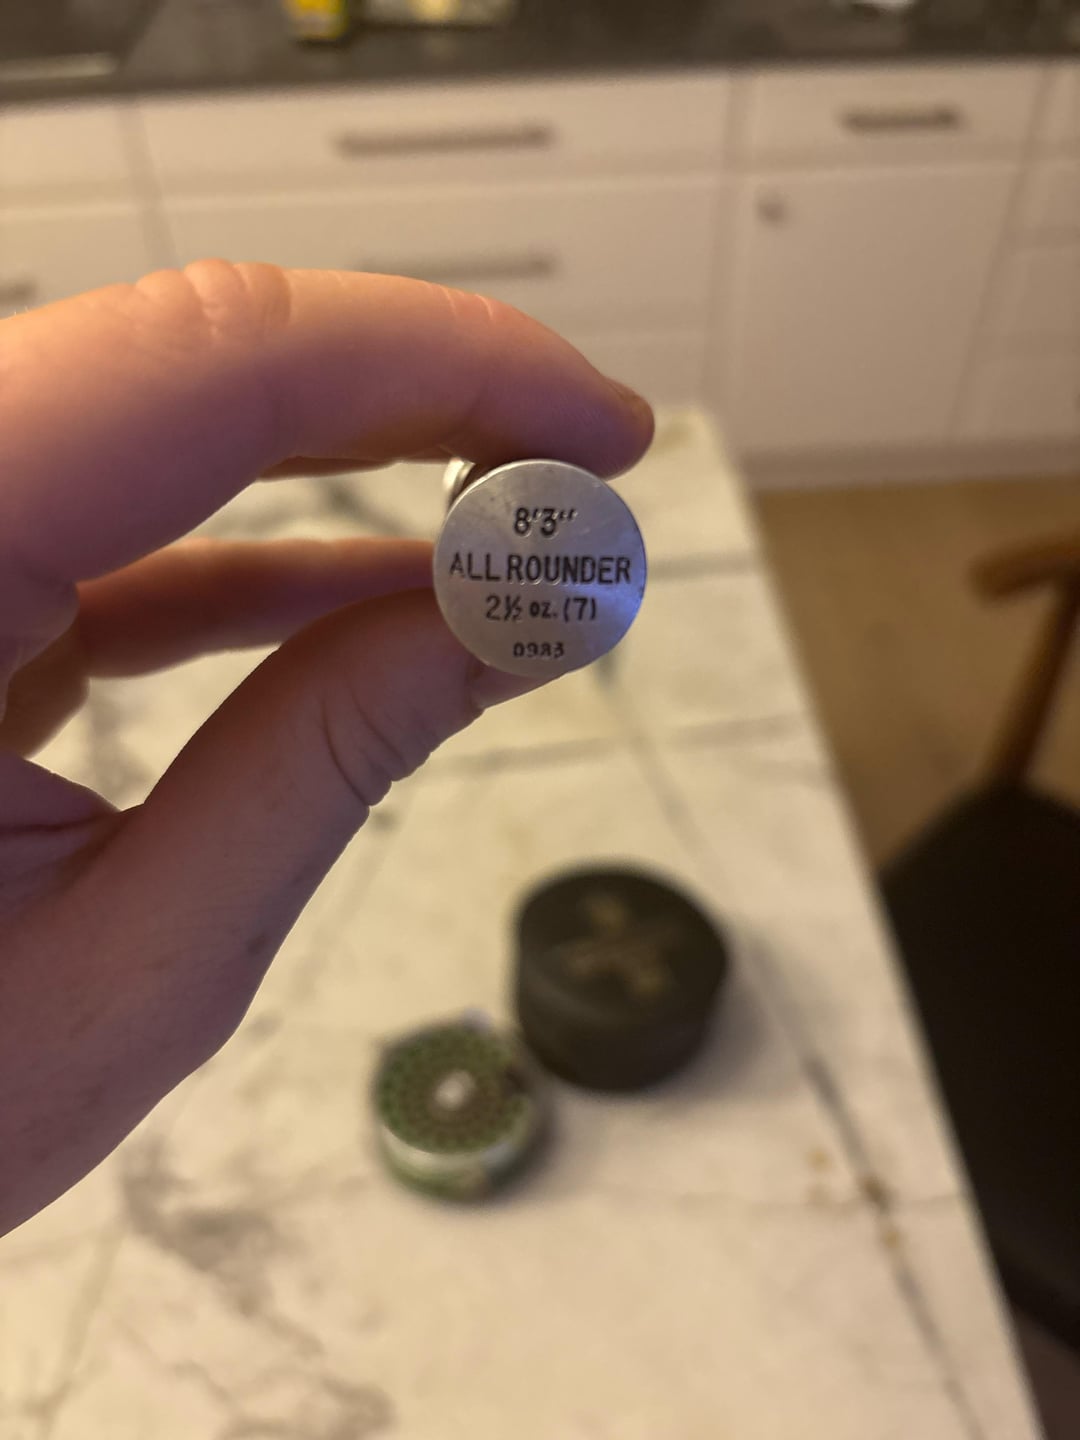 8'3"
ALL ROUNDER
2½ oz. (7)
0983